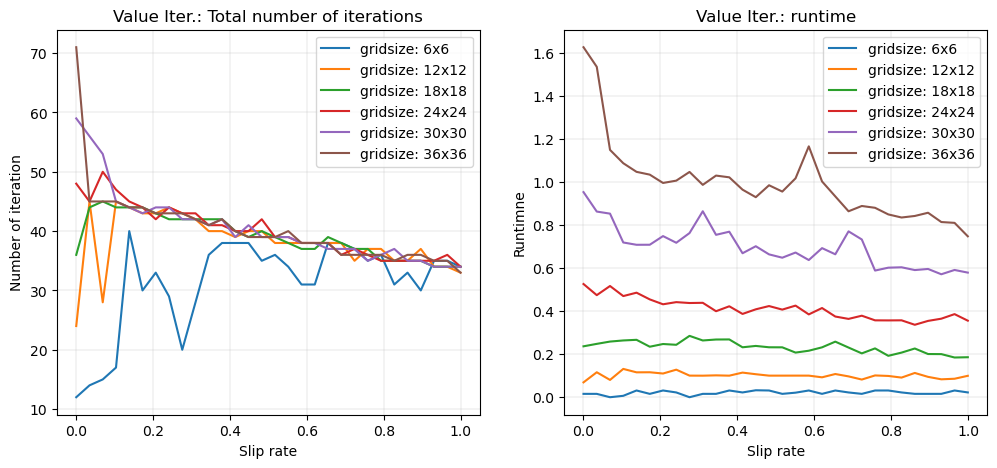 Value Iter.: Total number of iterations
Number of iteration
70
60
50
40
30
20
10
gridsize: 6x6
gridsize: 12x12
gridsize: 18x18
gridsize: 24x24
gridsize: 30x30
gridsize: 36x36
0.0 0.2 0.4 0.6 0.8 1.0
Slip rate
Value Iter.: runtime
Runtimne
1.6
1.4
1.2
1.0
0.8
0.6
0.4
0.2
0.0
gridsize: 6x6
gridsize: 12x12
gridsize: 18x18
gridsize: 24x24
gridsize: 30x30
gridsize: 36x36
0.0 0.2 0.4 0.6 0.8 1.0
Slip rate